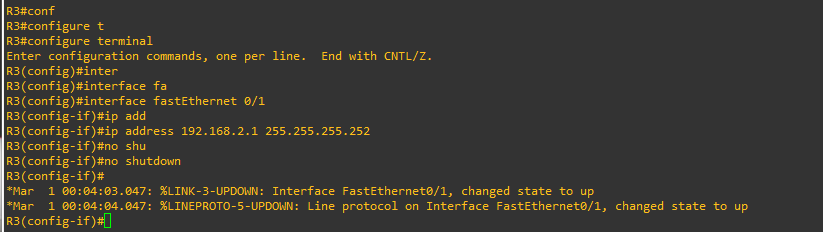 R3#conf
R3#configure t
R3#configure terminal
Enter configuration commands, one per line.  End with CNTL/Z.
R3(config)#inter
R3(config)#interface fa
R3(config)#interface fastEthernet 0/1
R3(config-if)#ip add
R3(config-if)#ip address 192.168.2.1 255.255.255.252
R3(config-if)#no shu
R3(config-if)#no shutdown
R3(config-if)#
*Mar  1 00:04:03.047: %LINK-3-UPDOWN: Interface FastEthernet0/1, changed state to up
*Mar  1 00:04:04.047: %LINEPROTO-5-UPDOWN: Line protocol on Interface FastEthernet0/1, changed state to up
R3(config-if)#